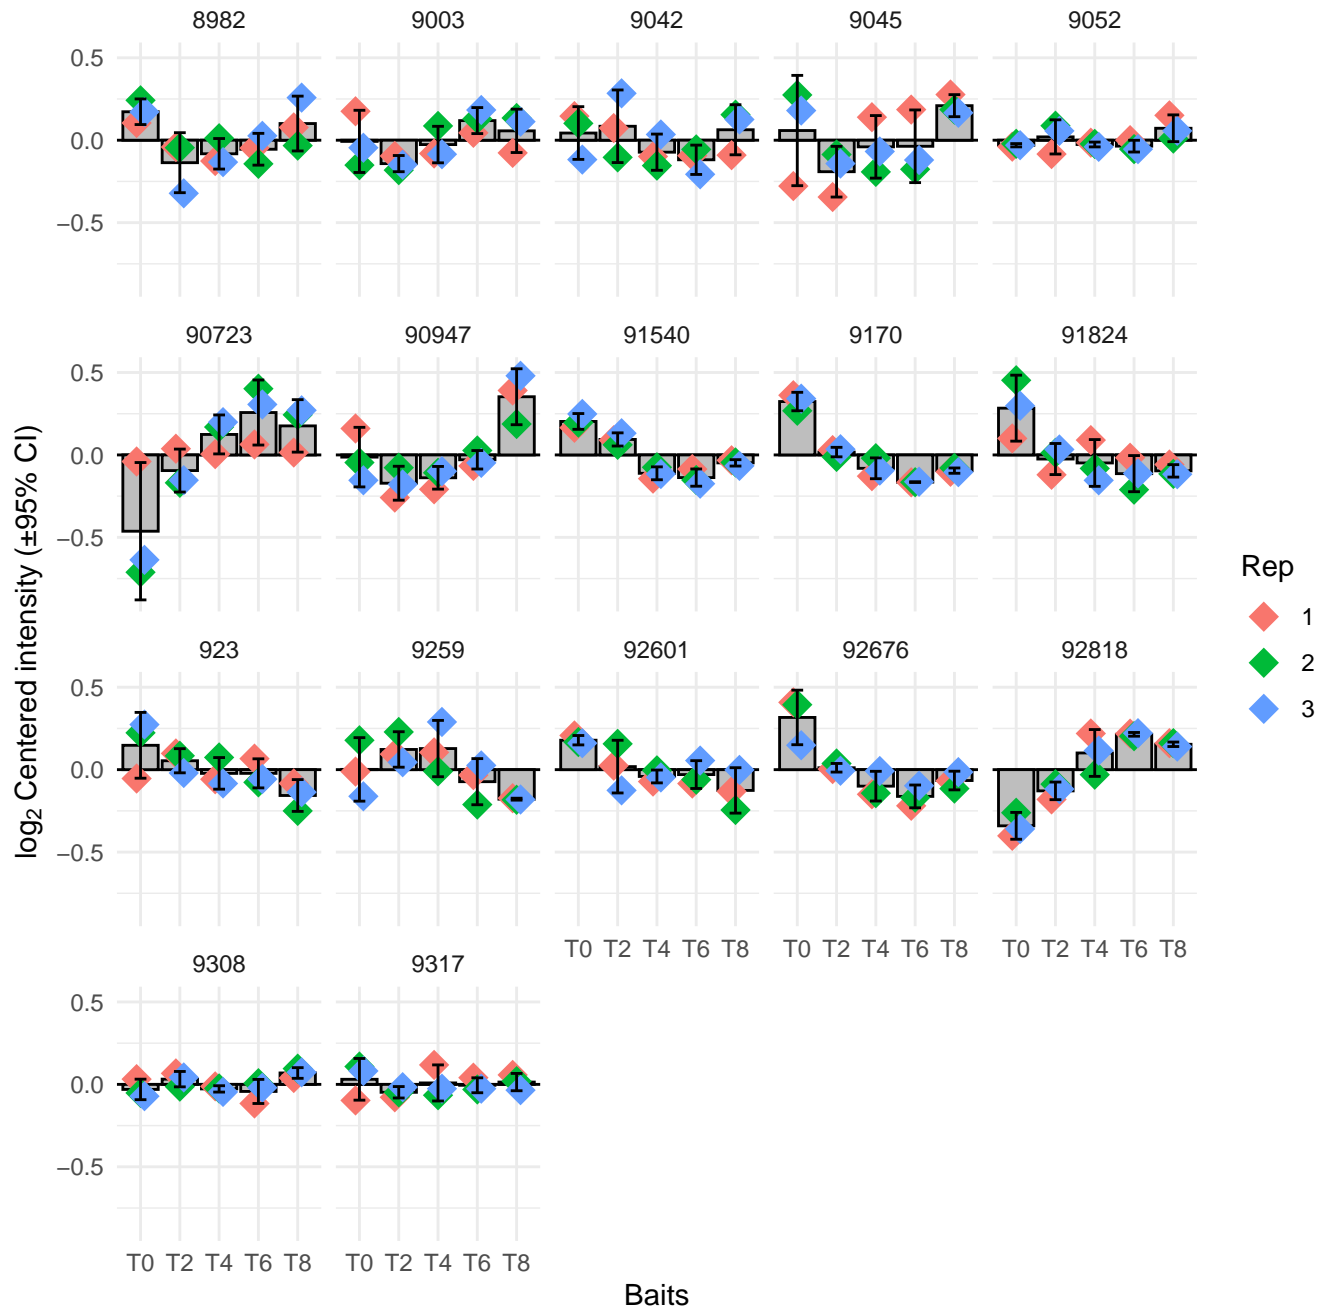 8982 9003 9042 9045 9052
0.5
0.0
−0.5
90723 90947 91540 9170 91824
0.5
0.0
−0.5
923 9259 92601 92676 92818
0.5
0.0
−0.5
T0 T2 T4 T6 T8 T0 T2 T4 T6 T8 T0 T2 T4 T6 T8
9308 9317
0.5
0.0
−0.5
T0 T2 T4 T6 T8 T0 T2 T4 T6 T8
Baits
log2 Centered intensity (±95% CI)
Rep
1
2
3